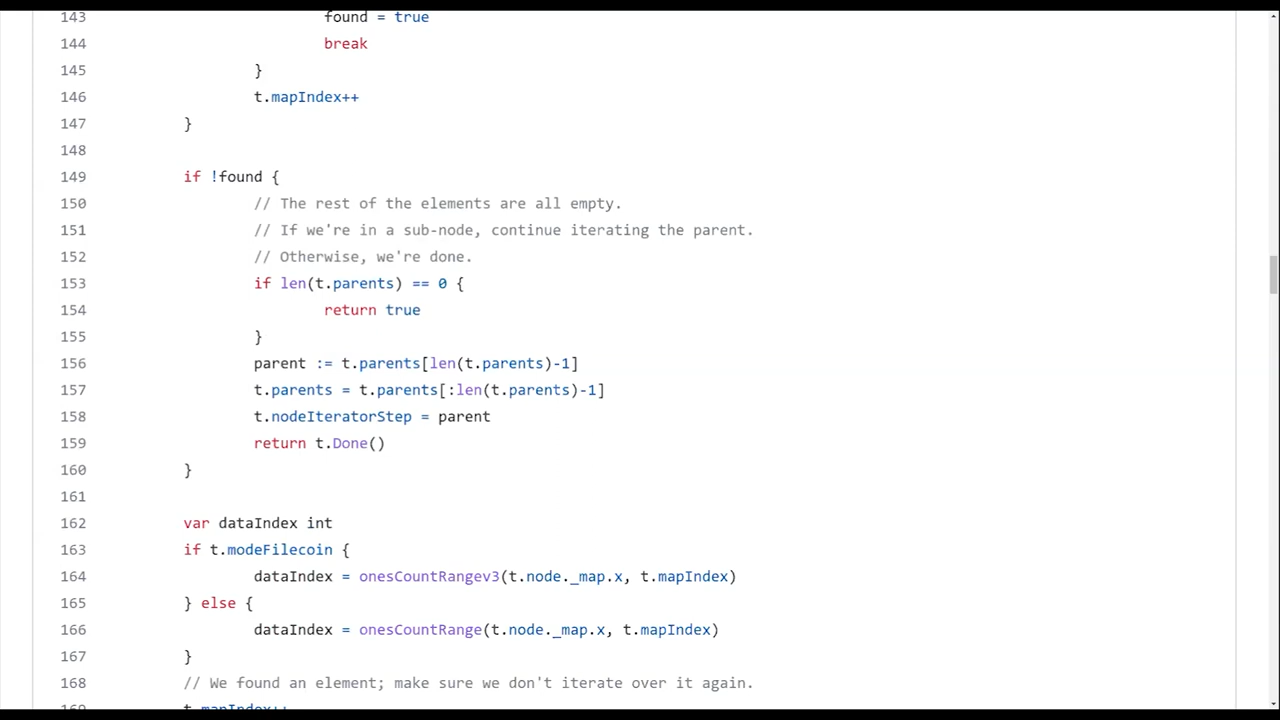 143 found = true
144 break
145 }
146 t.mapIndex++
147 }
148
149 if !found {
150 // The rest of the elements are all empty.
151 // If we're in a sub-node, continue iterating the parent.
152 // Otherwise, we're done.
153 if len(t.parents) == 0 {
154 return true
155 }
156 parent := t.parents[len(t.parents)-1]
157 t.parents = t.parents[:len(t.parents)-1]
158 t.nodeIteratorStep = parent
159 return t.Done()
160 }
161
162 var dataIndex int
163 if t.modeFilecoin {
164 dataIndex = onesCountRangev3(t.node._map.x, t.mapIndex)
165 } else {
166 dataIndex = onesCountRange(t.node._map.x, t.mapIndex)
167 }
168 // We found an element; make sure we don't iterate over it again.
169 t.mapIndex++